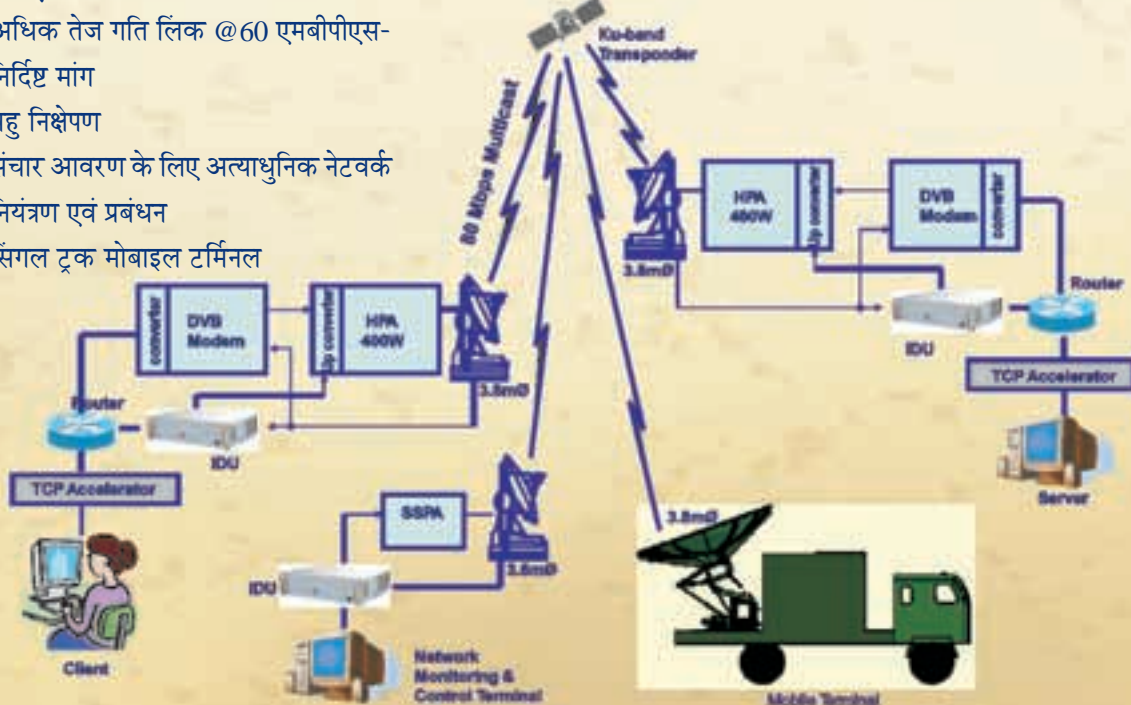 अधिक तेज गति लिंक @60 एमबीपीएस-
निर्दिष्ट मांग
बहु निक्षेपण
संचार आवरण के लिए अत्याधुनिक नेटवर्क
नियंत्रण एवं प्रबंधन
सिंगल ट्रक मोबाइल टर्मिनल
Ku-band
Transponder
80 Mbps Multicast
HPA
400W
Up converter
DVB
Modem
converter
3.8mØ
Router
IDU
TCP Accelerator
Server
converter
DVB
Modem
Up converter
HPA
400W
3.8mØ
Router
IDU
TCP Accelerator
Client
SSPA
3.8mØ
IDU
Network
Monitoring &
Control Terminal
3.8mØ
Mobile Terminal